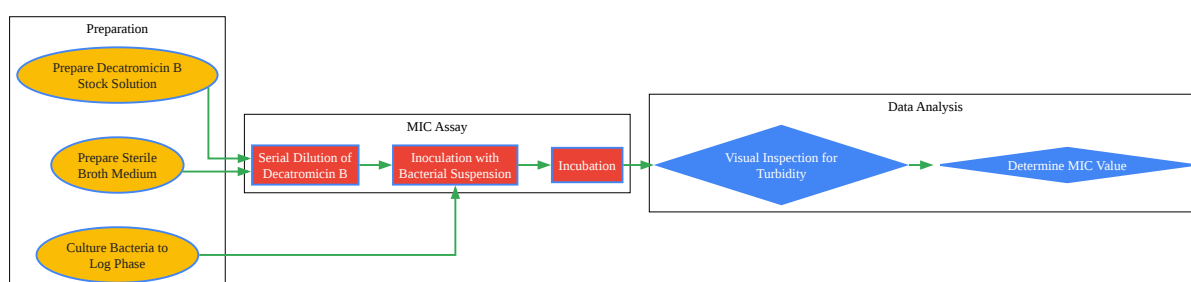 Preparation
Prepare Decatromicin B
Stock Solution
Prepare Sterile
Broth Medium
Culture Bacteria to
Log Phase
MIC Assay
Serial Dilution of
Decatromicin B
Inoculation with
Bacterial Suspension
Incubation
Data Analysis
Visual Inspection for
Turbidity
Determine MIC Value